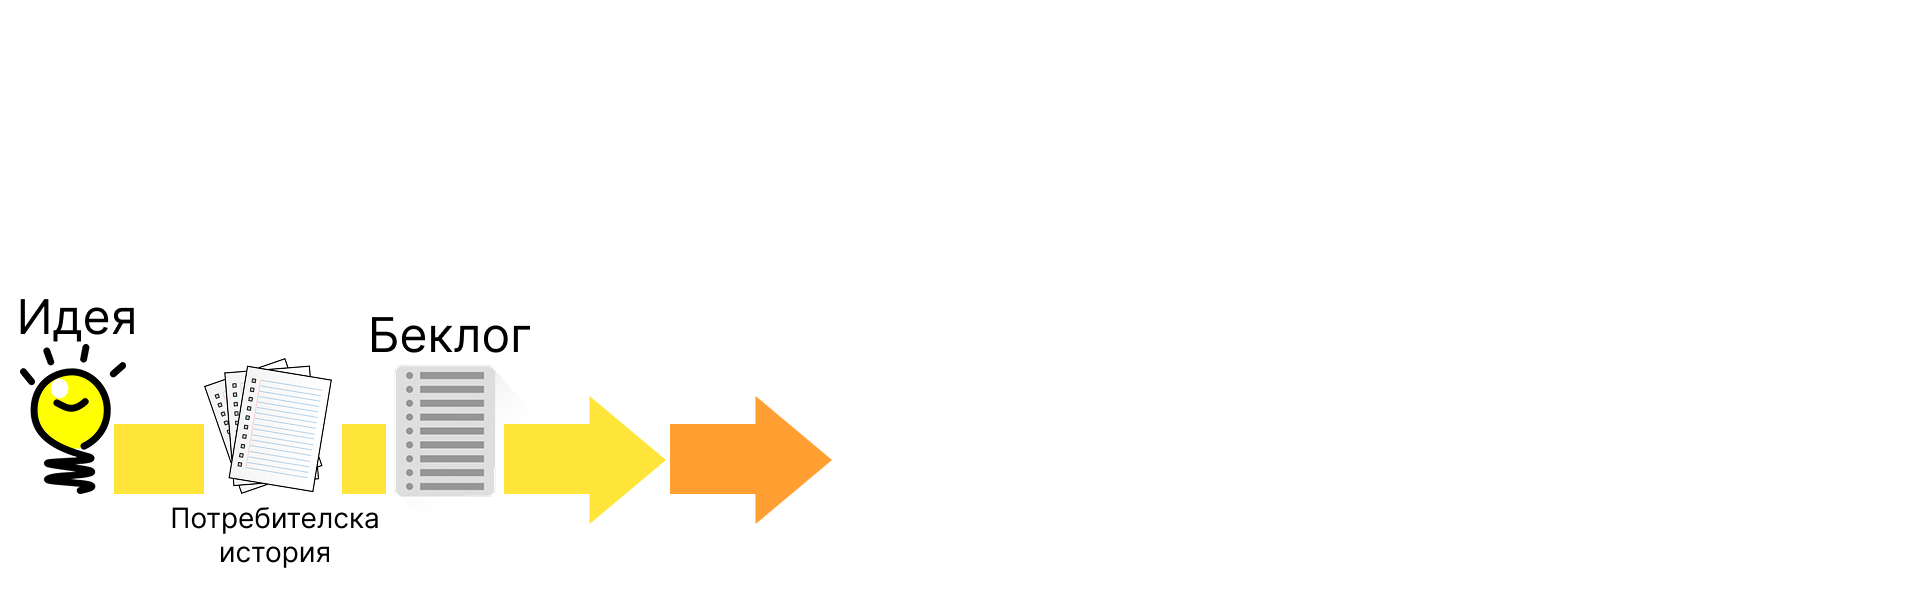 Идея
Беклог
Потребителска
история